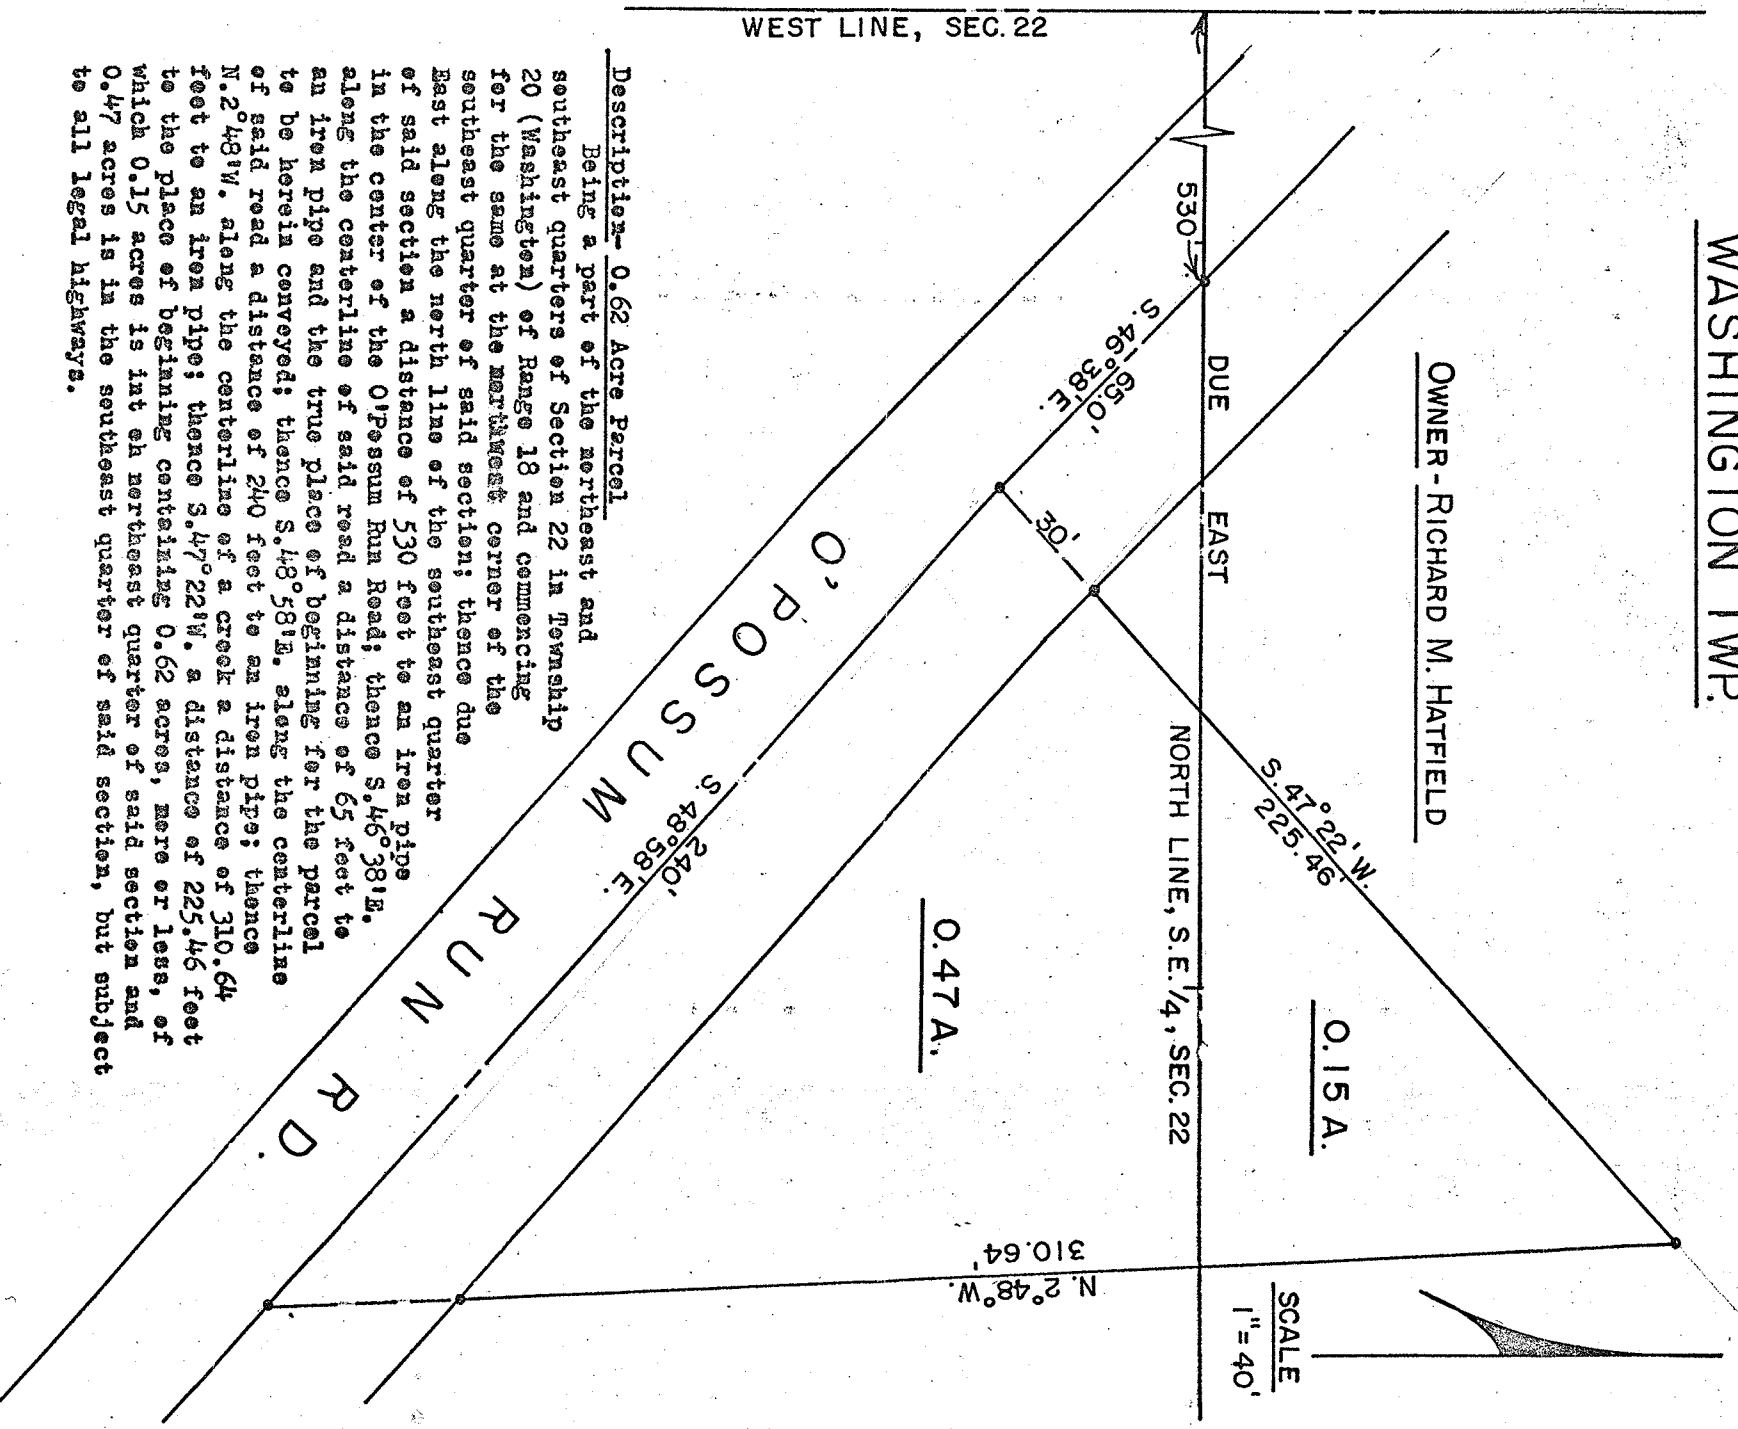 WASHINGTON TWP.
OWNER - RICHARD M. HATFIELD
WEST LINE, SEC. 22
530'
DUE EAST
NORTH LINE, S.E. 1/4, SEC. 22
S. 46° 38' E.
65.0'
30'
S. 47° 22' W.
225.46'
0.15 A.
0.47 A.
O'POSSUM RUN RD.
S. 48° 58' E.
240'
310.64'
N. 2° 48° W.
SCALE
1" = 40'
Description- 0.62 Acre Parcel
Being a part of the northeast and
southeast quarters of Section 22 in Township
20 (Washington) of Range 18 and commencing
for the same at the northwest corner of the
southeast quarter of said section; thence due
East along the north line of the southeast quarter
of said section a distance of 530 feet to an iron pipe
in the center of the O'Possum Run Road; thence S.46°38'E.
along the centerline of said road a distance of 65 feet to
an iron pipe and the true place of beginning for the parcel
to be herein conveyed; thence S.48°58'E. along the centerline
of said road a distance of 240 feet to an iron pipe; thence
N.2°48'W. along the centerline of a creek a distance of 310.64
feet to an iron pipe; thence S.47°22'W. a distance of 225.46 feet
to the place of beginning containing 0.62 acres, more or less, of
which 0.15 acres is int eh northeast quarter of said section and
0.47 acres is in the southeast quarter of said section, but subject
to all legal highways.